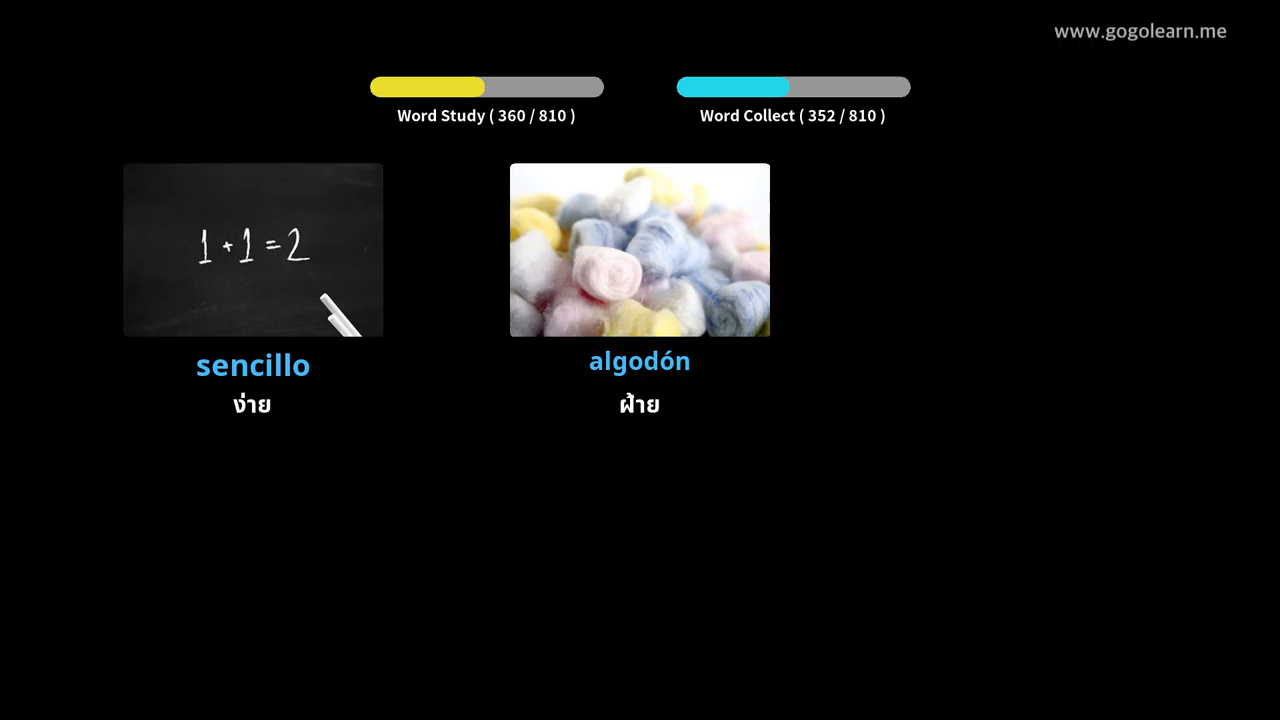 www.gogolearn.me
Word Study ( 360 / 810 )
Word Collect ( 352 / 810 )
1 + 1 = 2
sencillo
ง่าย
algodón
ฝ้าย